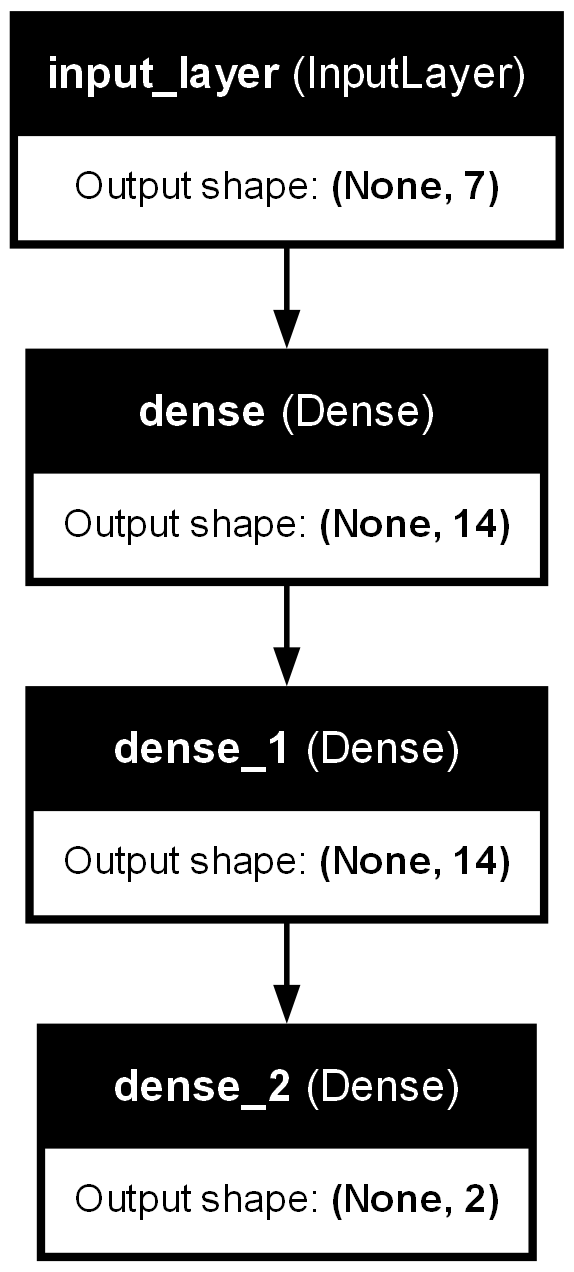 input_layer (InputLayer)
Output shape: (None, 7)
dense (Dense)
Output shape: (None, 14)
dense_1 (Dense)
Output shape: (None, 14)
dense_2 (Dense)
Output shape: (None, 2)